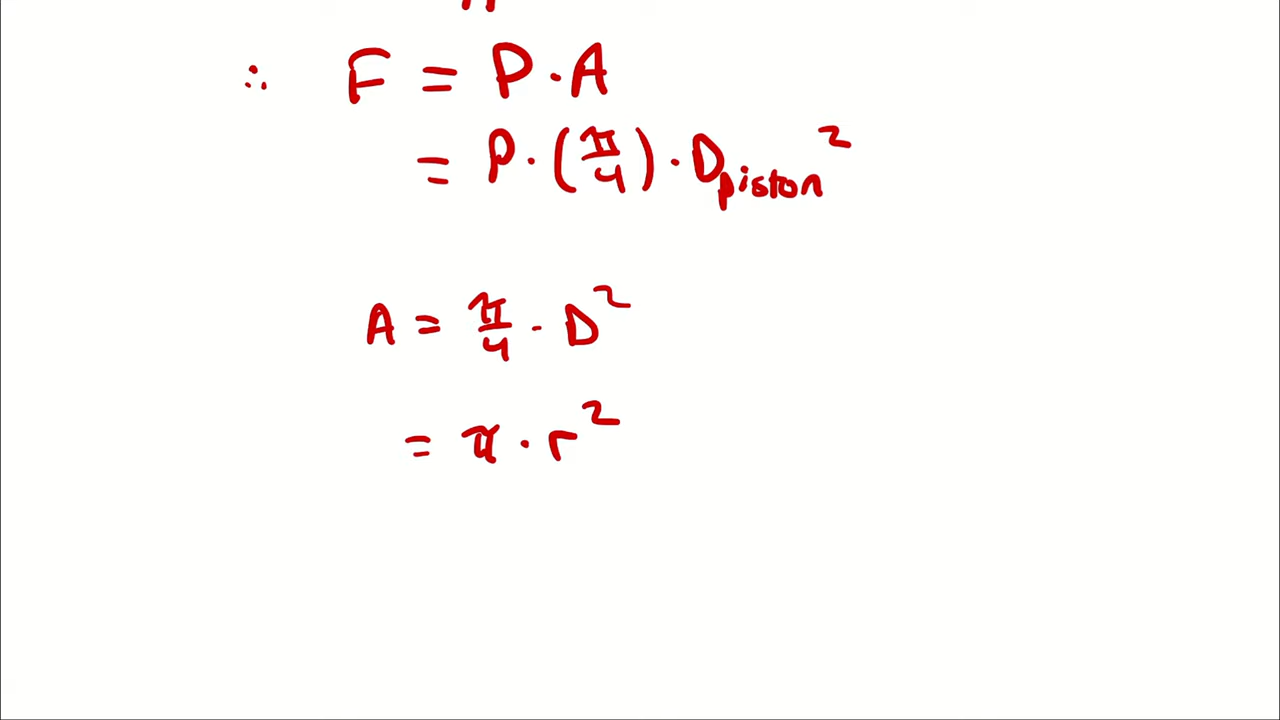 ∴ F = P · A
= P · (π/4) · D_piston²
A = π/4 · D²
= π · r²